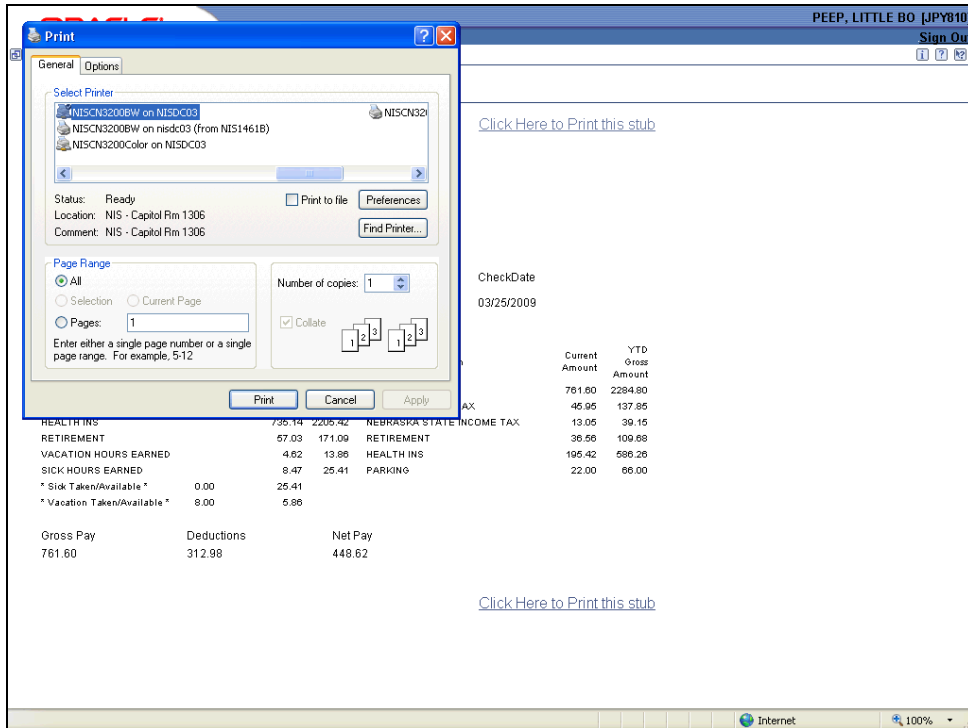 PEEP, LITTLE BO [JPY810
Sign Ou
Print
General Options
Select Printer
NISCN3200BW on NISDC03
NISCN32
NISCN3200BW on nisdc03 (from NIS1461B)
NISCN3200Color on NISDC03
Status: Ready
Print to file
Preferences
Location: NIS - Capitol Rm 1306
Comment: NIS - Capitol Rm 1306
Find Printer...
Page Range
All
Selection Current Page
Pages: 1
Enter either a single page number or a single
page range. For example, 5-12
Number of copies: 1
Collate
1 2 3 1 2 3
Print Cancel Apply
Click Here to Print this stub
CheckDate
03/25/2009
Current Amount YTD Gross Amount
761.60 2284.80
AX 45.95 137.85
HEALTH INS 735.14 2205.42 NEBRASKA STATE INCOME TAX 13.05 39.15
RETIREMENT 57.03 171.09 RETIREMENT 36.56 109.68
VACATION HOURS EARNED 4.62 13.86 HEALTH INS 195.42 586.26
SICK HOURS EARNED 8.47 25.41 PARKING 22.00 66.00
* Sick Taken/Available * 0.00 25.41
* Vacation Taken/Available * 8.00 5.86
Gross Pay Deductions Net Pay
761.60 312.98 448.62
Click Here to Print this stub
Internet 100%